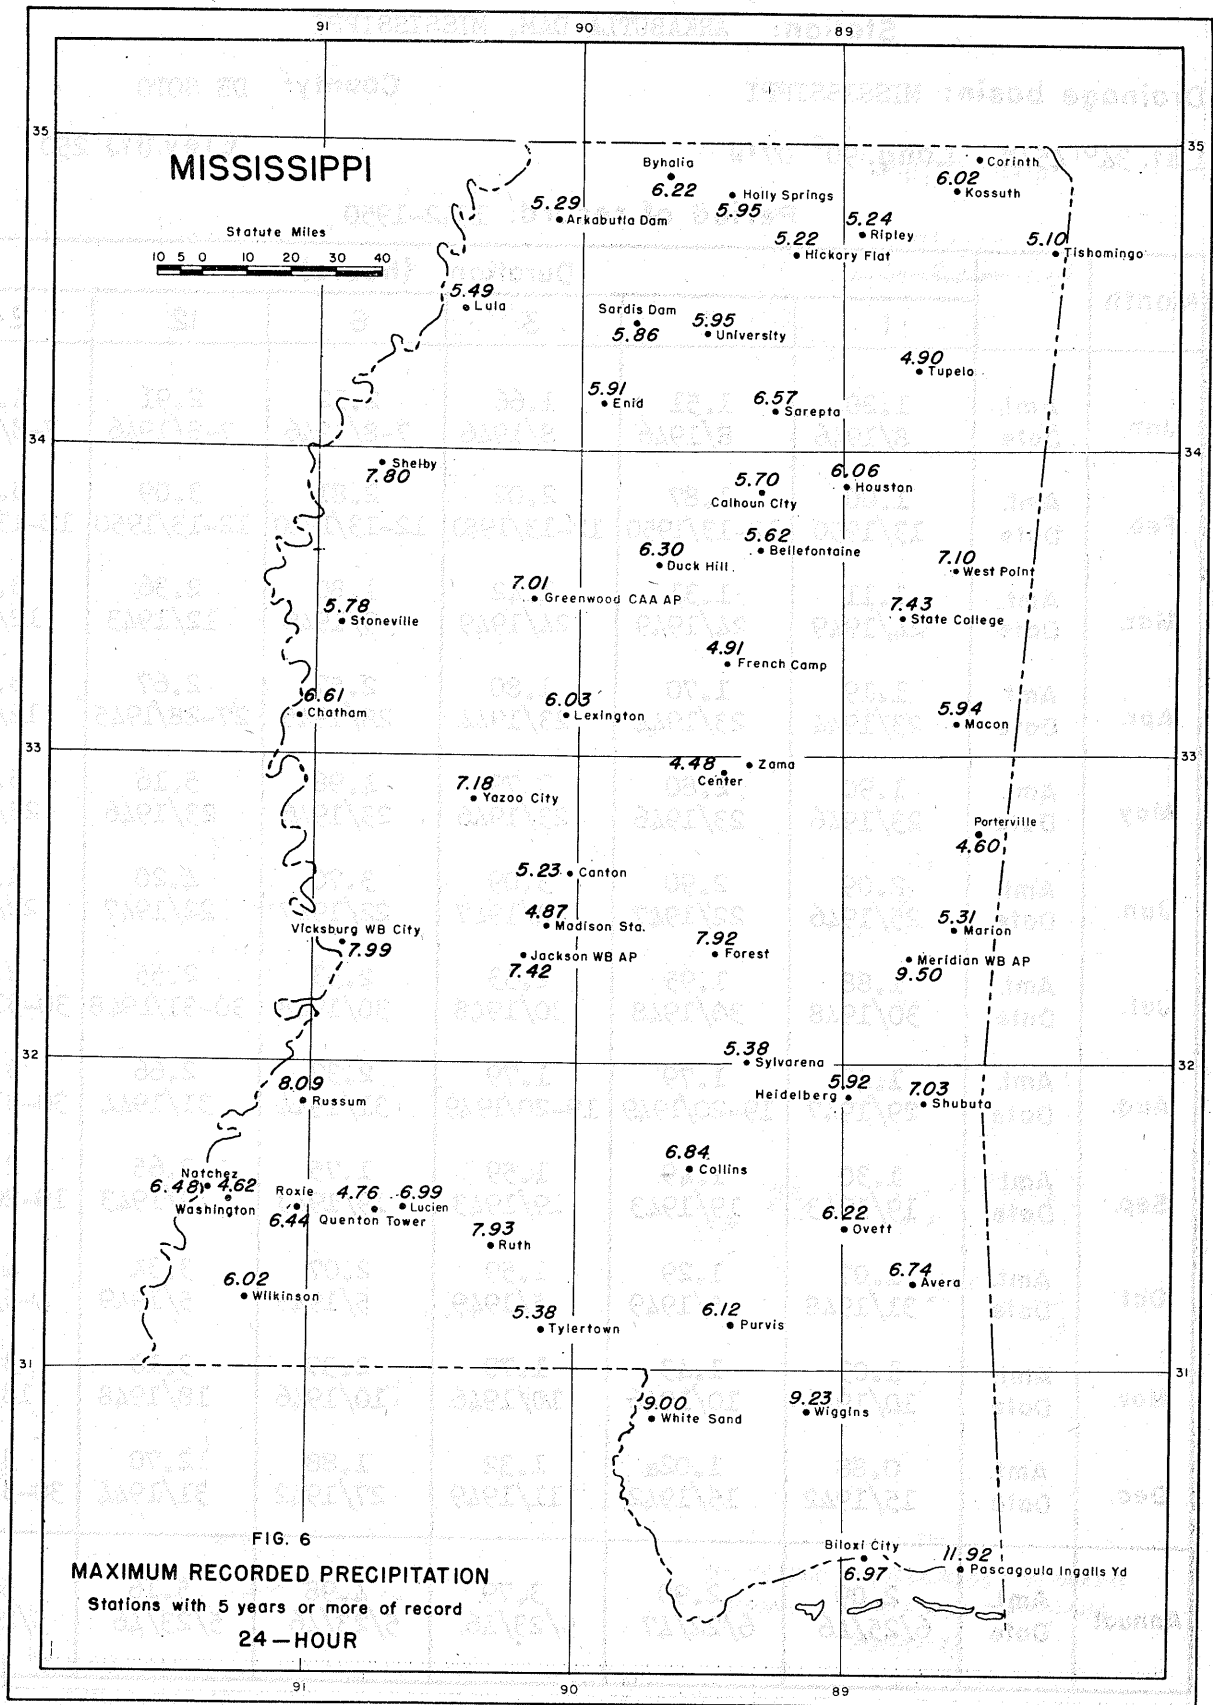 91 90 89
35
MISSISSIPPI
Statute Miles
10 5 0 10 20 30 40
Byhalia
6.22
Holly Springs
5.95
Corinth
6.02
Kossuth
5.29
Arkabutla Dam
5.24
Ripley
5.22
Hickory Flat
5.10
Tishomingo
5.49
Lula
Sardis Dam
5.86
5.95
University
4.90
Tupelo
5.91
Enid
6.57
Sarepta
34 34
Shelby
7.80
5.70
Calhoun City
6.06
Houston
5.62
Bellefontaine
6.30
Duck Hill
7.10
West Point
7.01
Greenwood CAA AP
5.78
Stoneville
7.43
State College
4.91
French Camp
6.61
Chatham
6.03
Lexington
5.94
Macon
33 33
4.48 Zama
Center
7.18
Yazoo City
Porterville
4.60
5.23 Canton
4.87
Madison Sta.
Vicksburg WB City
7.99
Jackson WB AP
7.42
7.92
Forest
5.31
Marion
Meridian WB AP
9.50
32 32
5.38
Sylvarena
8.09
Russum
5.92
Heidelberg
7.03
Shubuta
6.84
Collins
Natchez
6.48 4.62
Washington
Roxie
6.44
4.76 6.99
Lucien
Quenton Tower
7.93
Ruth
6.22
Ovett
6.74
Avera
6.02
Wilkinson
5.38
Tylertown
6.12
Purvis
31 31
9.00
White Sand
9.23
Wiggins
Biloxi City
6.97
11.92
Pascagoula Ingalls Yd
FIG. 6
MAXIMUM RECORDED PRECIPITATION
Stations with 5 years or more of record
24-HOUR
91 90 89